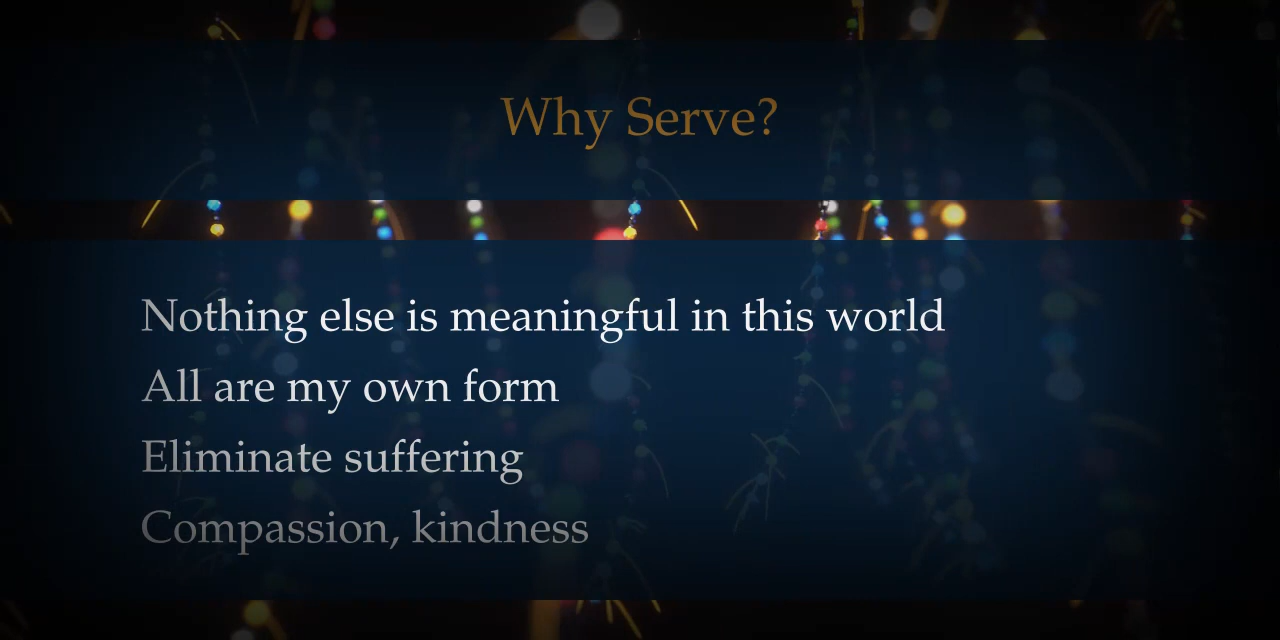 Why Serve?
Nothing else is meaningful in this world
All are my own form
Eliminate suffering
Compassion, kindness